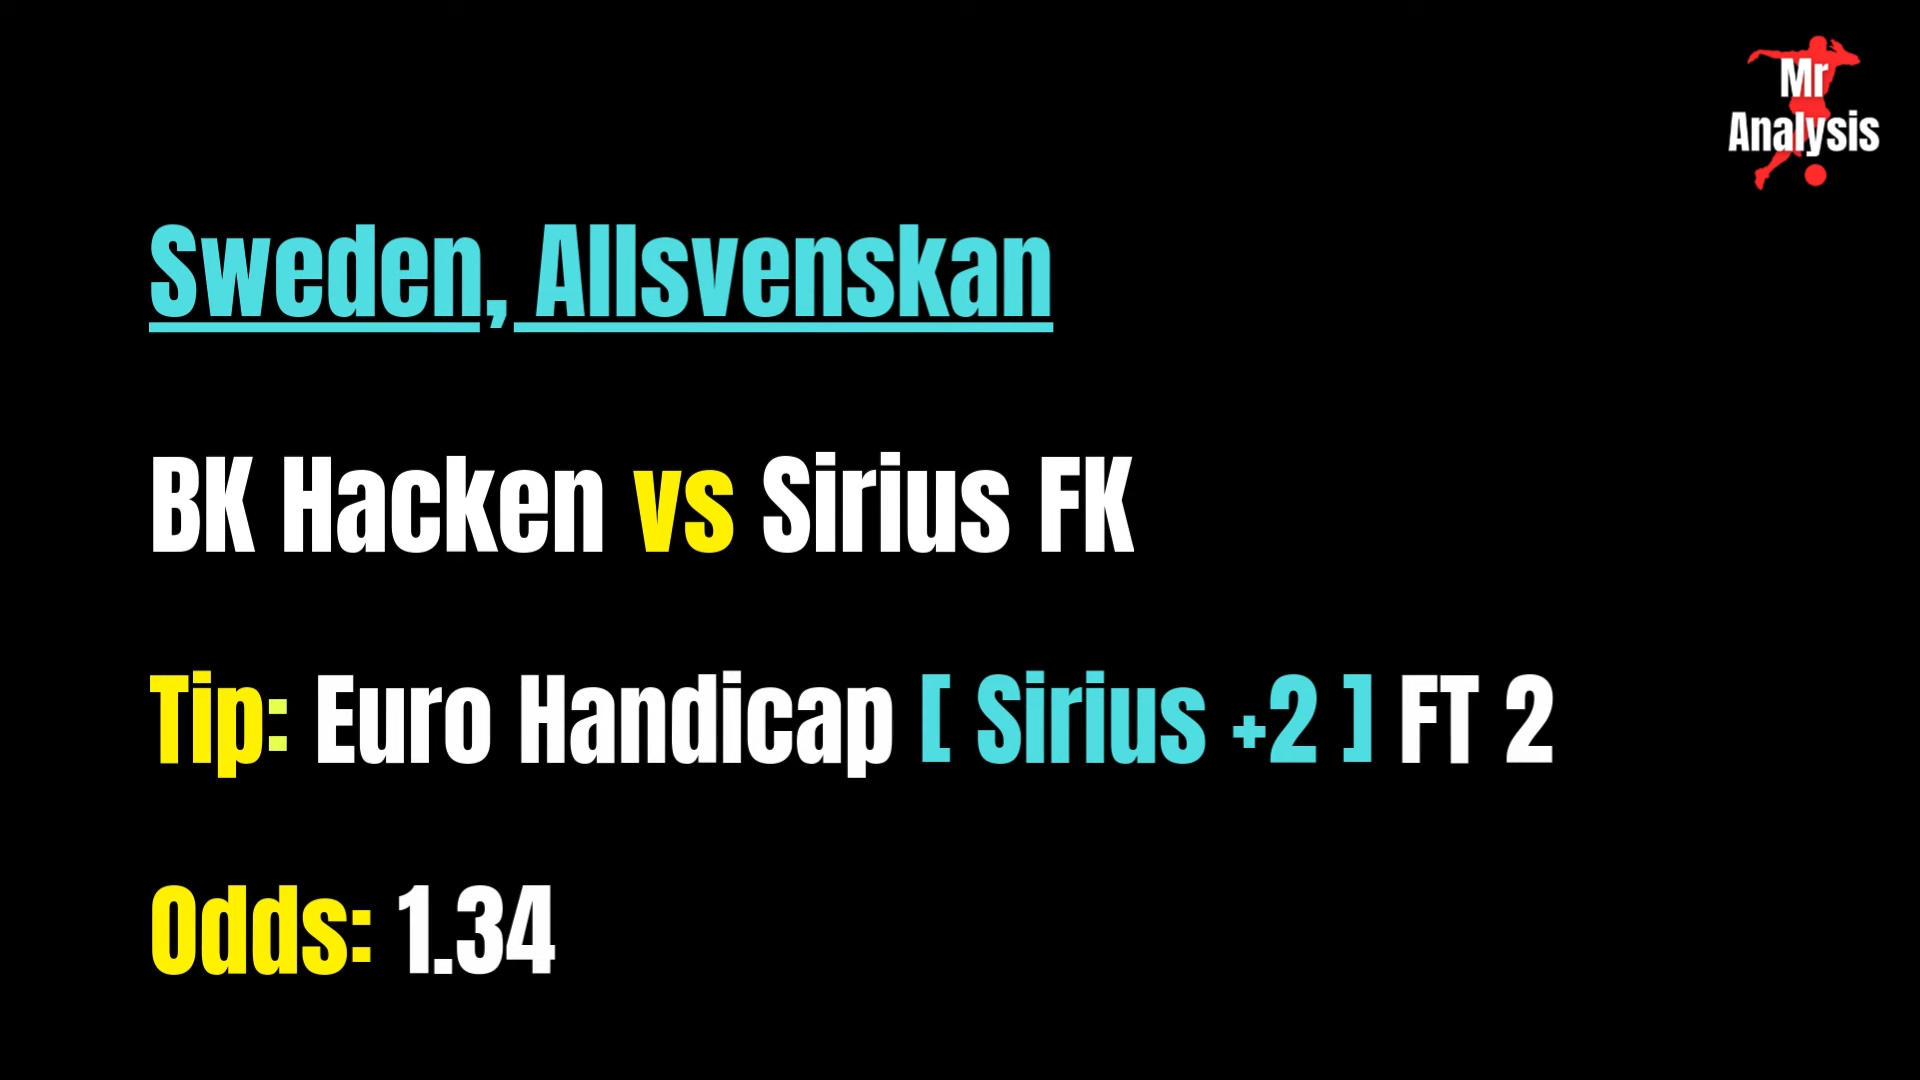 Mr
Analysis
Sweden, Allsvenskan
BK Hacken vs Sirius FK
Tip: Euro Handicap [ Sirius +2 ] FT 2
Odds: 1.34